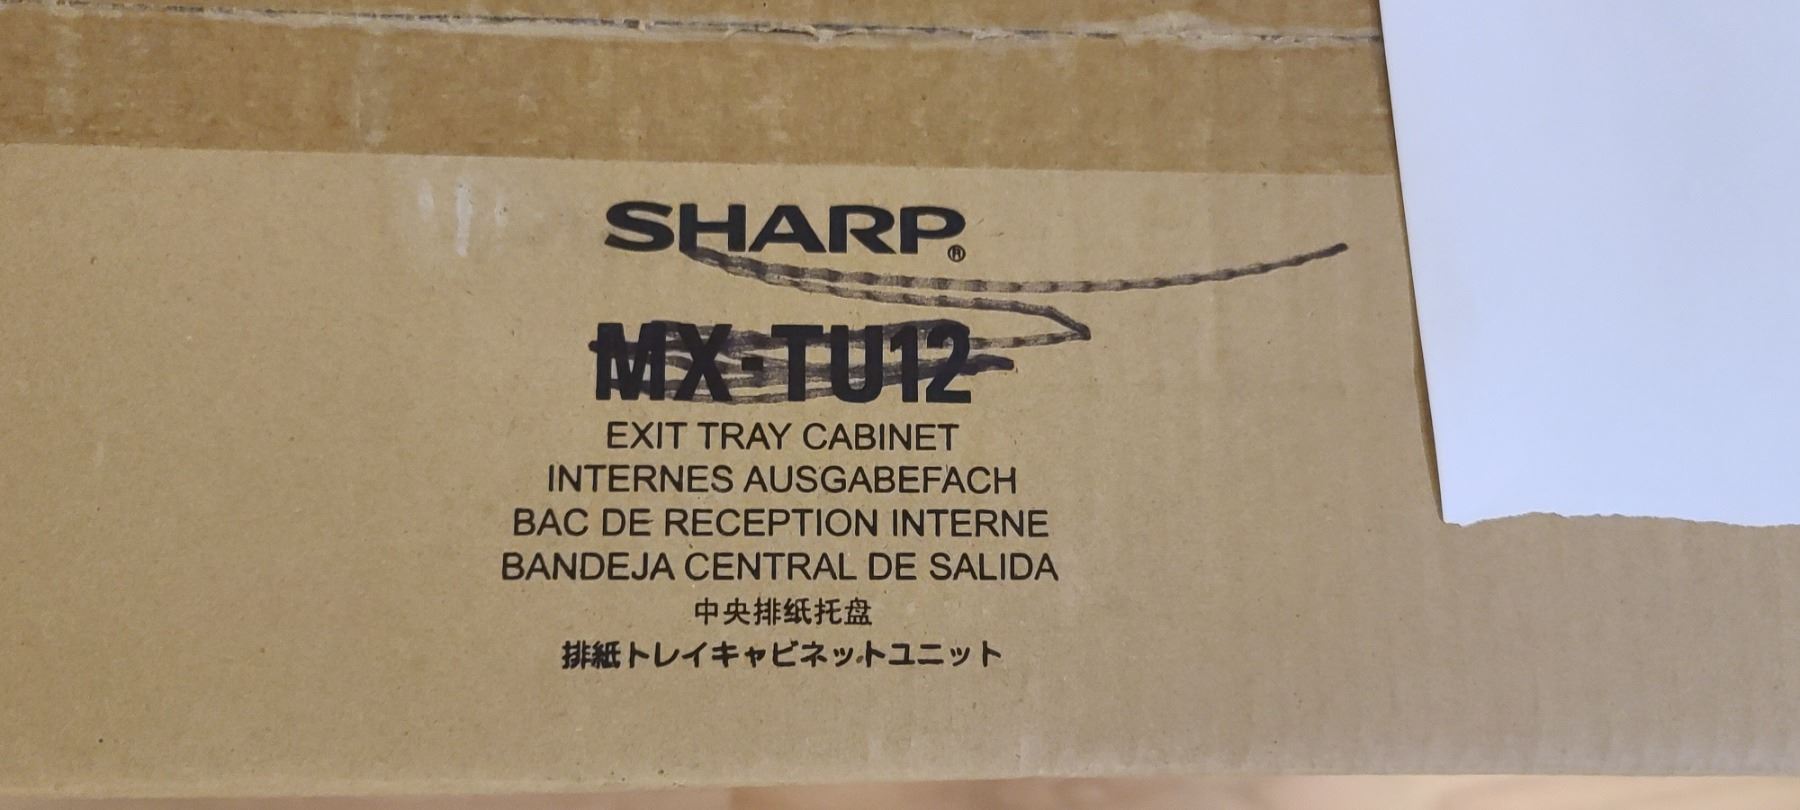 SHARP®
MX-TU12
EXIT TRAY CABINET
INTERNES AUSGABEFACH
BAC DE RECEPTION INTERNE
BANDEJA CENTRAL DE SALIDA
中央排纸托盘
排紙トレイキャビネットユニット